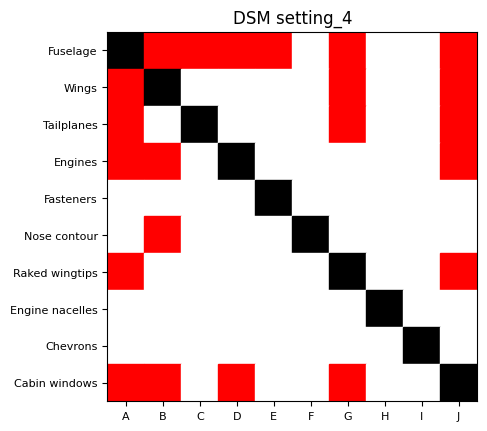 DSM setting_4
Fuselage
Wings
Tailplanes
Engines
Fasteners
Nose contour
Raked wingtips
Engine nacelles
Chevrons
Cabin windows
A B C D E F G H I J